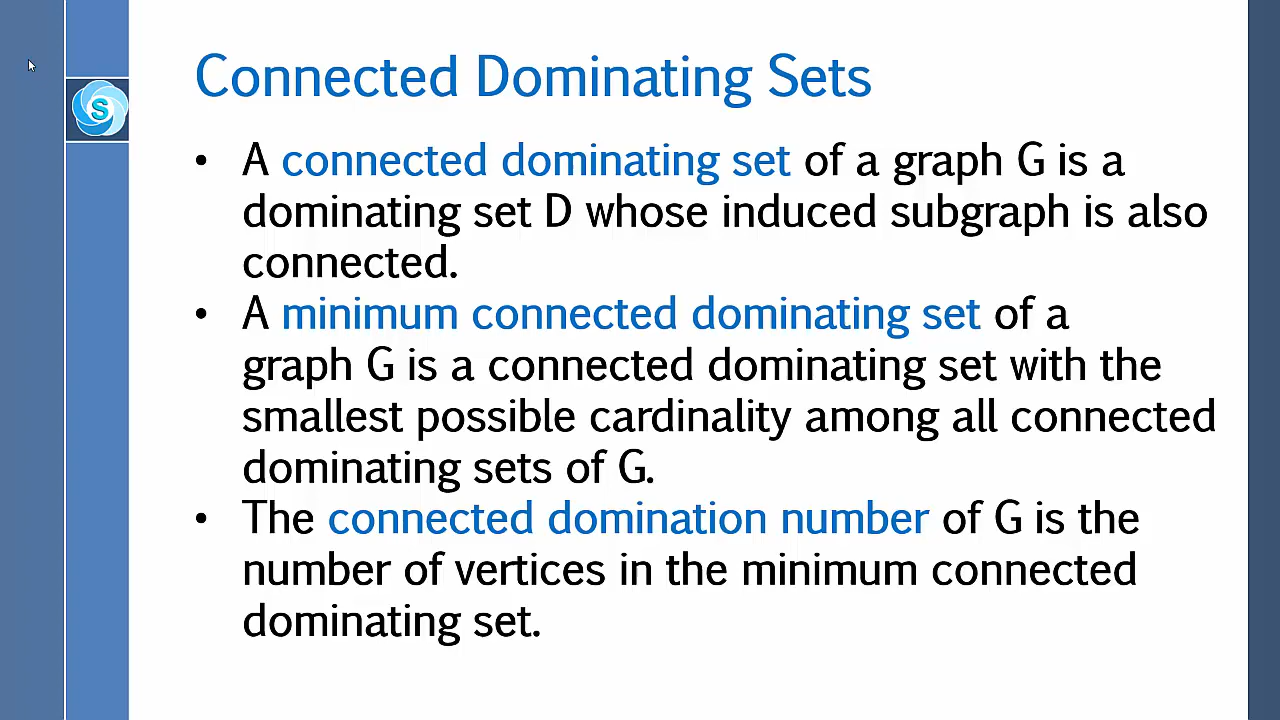 Connected Dominating Sets
S
• A connected dominating set of a graph G is a
dominating set D whose induced subgraph is also
connected.
• A minimum connected dominating set of a
graph G is a connected dominating set with the
smallest possible cardinality among all connected
dominating sets of G.
• The connected domination number of G is the
number of vertices in the minimum connected
dominating set.